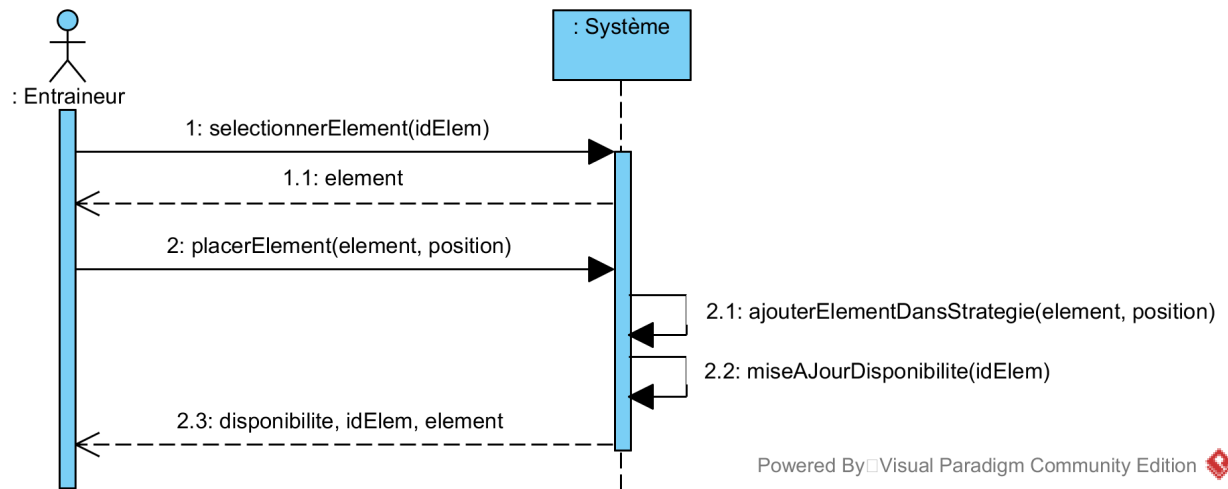 : Système
: Entraineur
1: selectionnerElement(idElem)
1.1: element
2: placerElement(element, position)
2.1: ajouterElementDansStrategie(element, position)
2.2: miseAJourDisponibilite(idElem)
2.3: disponibilite, idElem, element
Powered By Visual Paradigm Community Edition